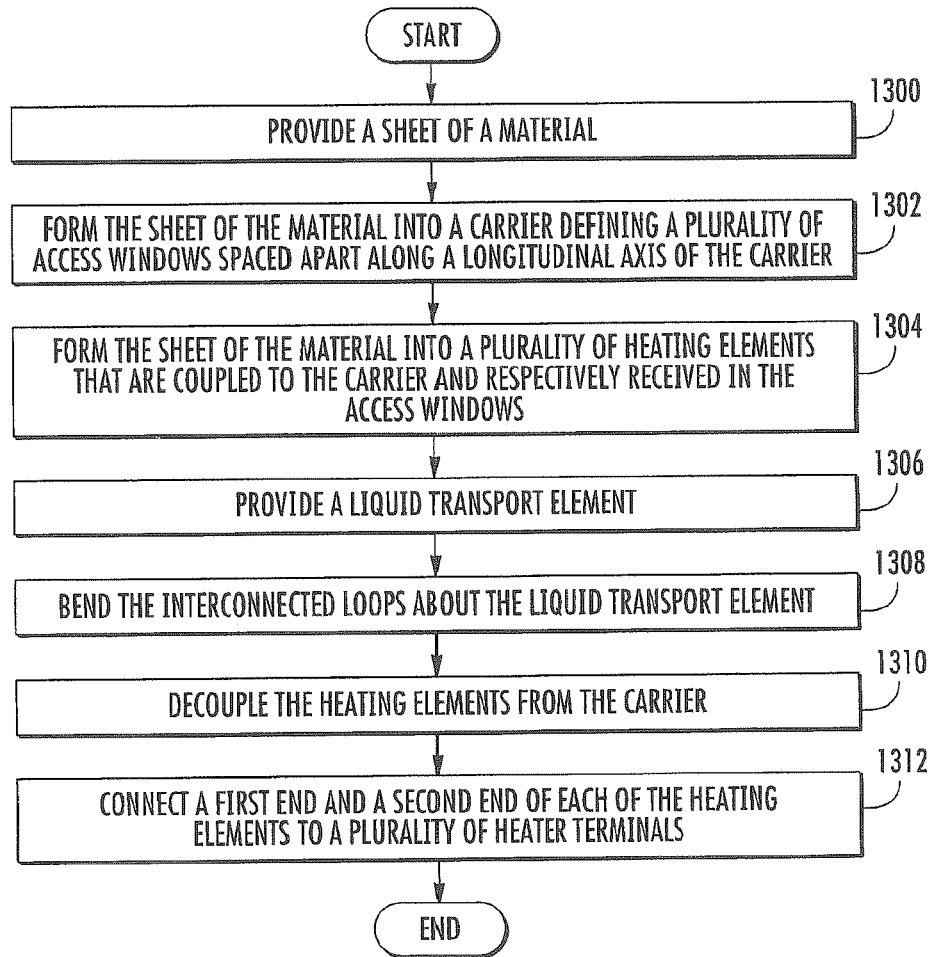 START
1300
PROVIDE A SHEET OF A MATERIAL
1302
FORM THE SHEET OF THE MATERIAL INTO A CARRIER DEFINING A PLURALITY OF
ACCESS WINDOWS SPACED APART ALONG A LONGITUDINAL AXIS OF THE CARRIER
1304
FORM THE SHEET OF THE MATERIAL INTO A PLURALITY OF HEATING ELEMENTS
THAT ARE COUPLED TO THE CARRIER AND RESPECTIVELY RECEIVED IN THE
ACCESS WINDOWS
1306
PROVIDE A LIQUID TRANSPORT ELEMENT
1308
BEND THE INTERCONNECTED LOOPS ABOUT THE LIQUID TRANSPORT ELEMENT
1310
DECOUPLE THE HEATING ELEMENTS FROM THE CARRIER
1312
CONNECT A FIRST END AND A SECOND END OF EACH OF THE HEATING
ELEMENTS TO A PLURALITY OF HEATER TERMINALS
END